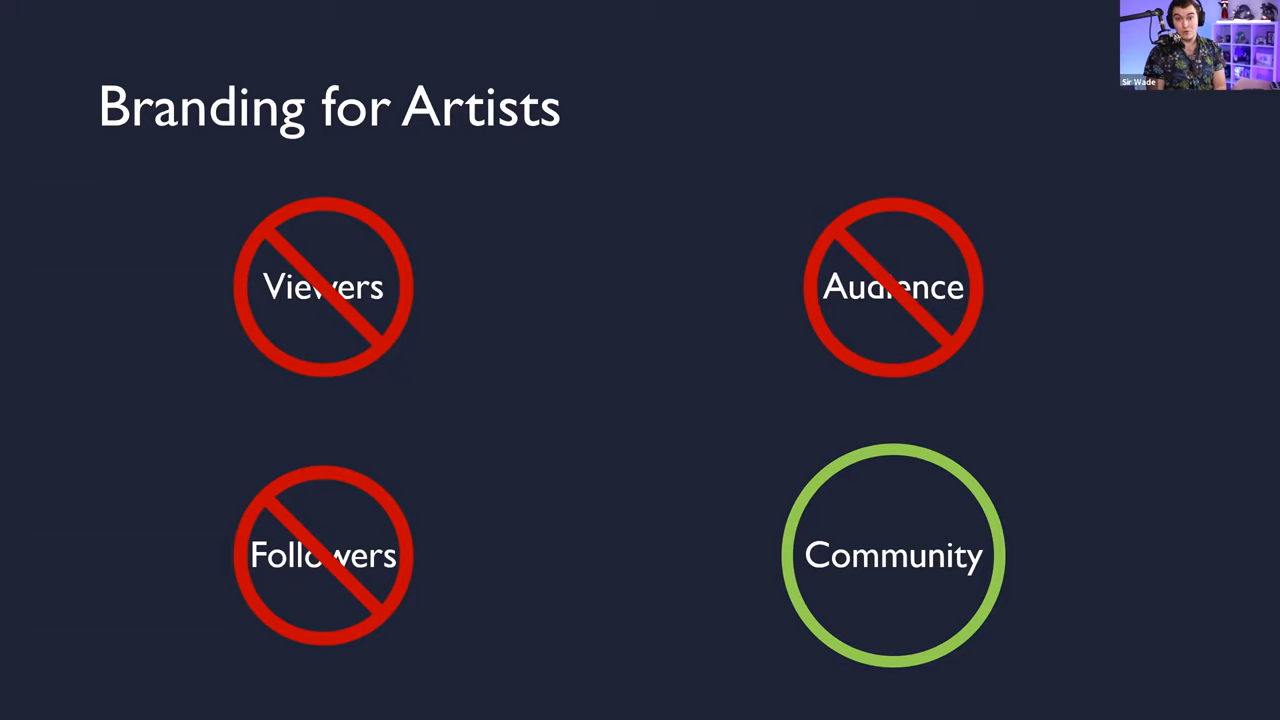 Branding for Artists
Sir Wade
Viewers
Audience
Followers
Community